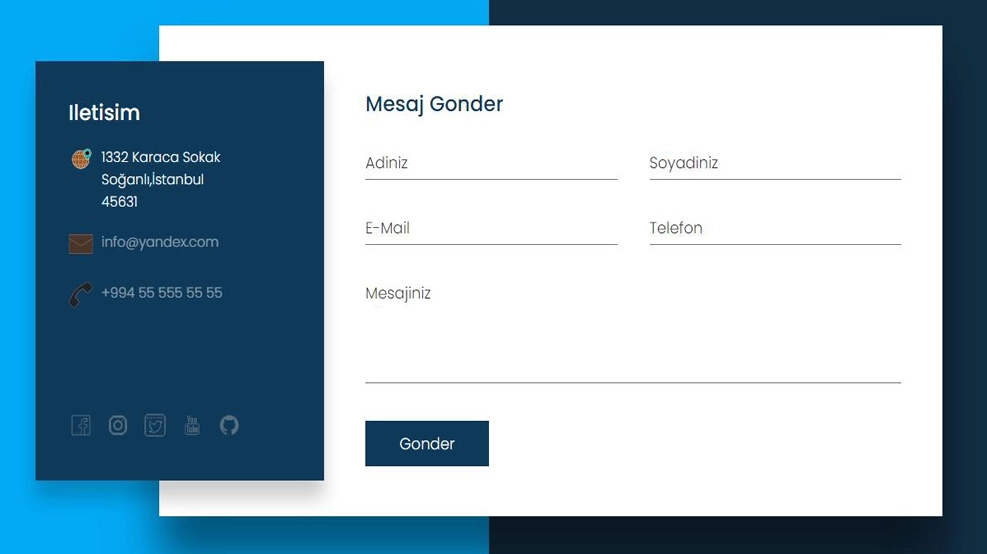 Iletisim
1332 Karaca Sokak
Soğanlı,İstanbul
45631
info@yandex.com
+994 55 555 55 55
You
Tube
Mesaj Gonder
Adiniz
Soyadiniz
E-Mail
Telefon
Mesajiniz
Gonder